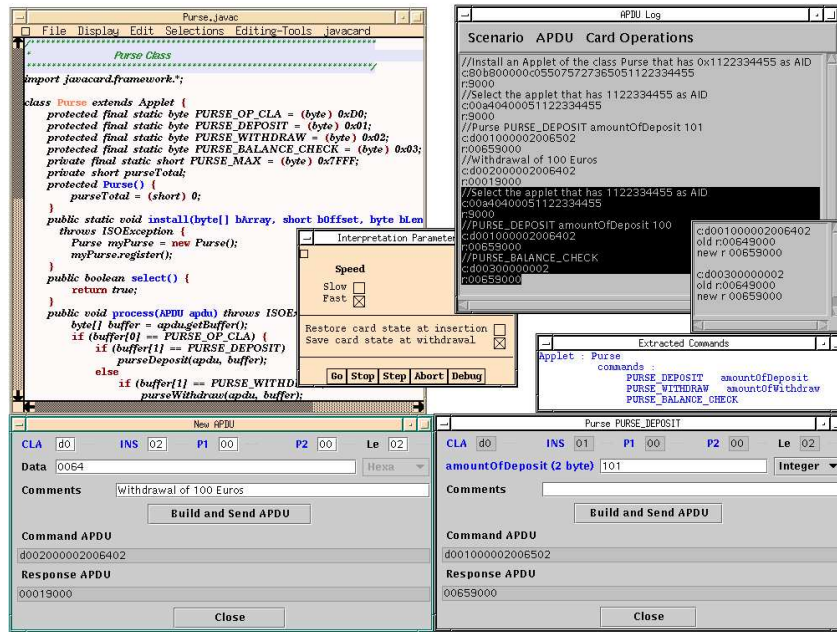 Purse.javac
File Display Edit Selections Editing-Tools javacard
/*****************************************************************
* Purse Class
*****************************************************************/
import javacard.framework.*;
class Purse extends Applet {
protected final static byte PURSE_OP_CLA = (byte) 0xD0;
protected final static byte PURSE_DEPOSIT = (byte) 0x01;
protected final static byte PURSE_WITHDRAW = (byte) 0x02;
protected final static byte PURSE_BALANCE_CHECK = (byte) 0x03;
private final static short PURSE_MAX = (byte) 0x7FFF;
private short purseTotal;
protected Purse() {
purseTotal = (short) 0;
}
public static void install(byte[] bArray, short bOffset, byte bLen
throws ISOException {
Purse myPurse = new Purse();
myPurse.register();
}
public boolean select() {
return true;
}
public void process(APDU apdu) throws ISOEx
byte[] buffer = apdu.getBuffer();
if (buffer[0] == PURSE_OP_CLA) {
if (buffer[1] == PURSE_DEPOSIT)
purseDeposit(apdu, buffer);
else
if (buffer[1] == PURSE_WITHD
purseWithdraw(apdu, buffer);
Interpretation Parameter
Speed
Slow
Fast
Restore card state at insertion
Save card state at withdrawal
Go Stop Step Abort Debug
APDU Log
Scenario APDU Card Operations
//Install an Applet of the class Purse that has 0x1122334455 as AID
c:80b80000c055075727365051122334455
r:9000
//Select the applet that has 1122334455 as AID
c:00a40400051122334455
r:9000
//Purse PURSE_DEPOSIT amountOfDeposit 101
c:d001000002006502
r:00659000
//Withdrawal of 100 Euros
c:d002000002006402
r:00019000
//Select the applet that has 1122334455 as AID
c:00a40400051122334455
r:9000
//PURSE_DEPOSIT amountOfDeposit 100
c:d001000002006402
r:00659000
//PURSE_BALANCE_CHECK
c:d00300000002
r:00659000
c:d001000002006402
old r:00649000
new r 00659000
c:d00300000002
old r:00649000
new r 00659000
Extracted Commands
Applet : Purse
commands :
PURSE_DEPOSIT amountOfDeposit
PURSE_WITHDRAW amountOfWithdraw
PURSE_BALANCE_CHECK
New APDU
CLA d0 INS 02 P1 00 P2 00 Le 02
Data 0064 Hexa
Comments Withdrawal of 100 Euros
Build and Send APDU
Command APDU
d002000002006402
Response APDU
00019000
Close
Purse PURSE_DEPOSIT
CLA d0 INS 01 P1 00 P2 00 Le 02
amountOfDeposit (2 byte) 101 Integer
Comments
Build and Send APDU
Command APDU
d001000002006502
Response APDU
00659000
Close